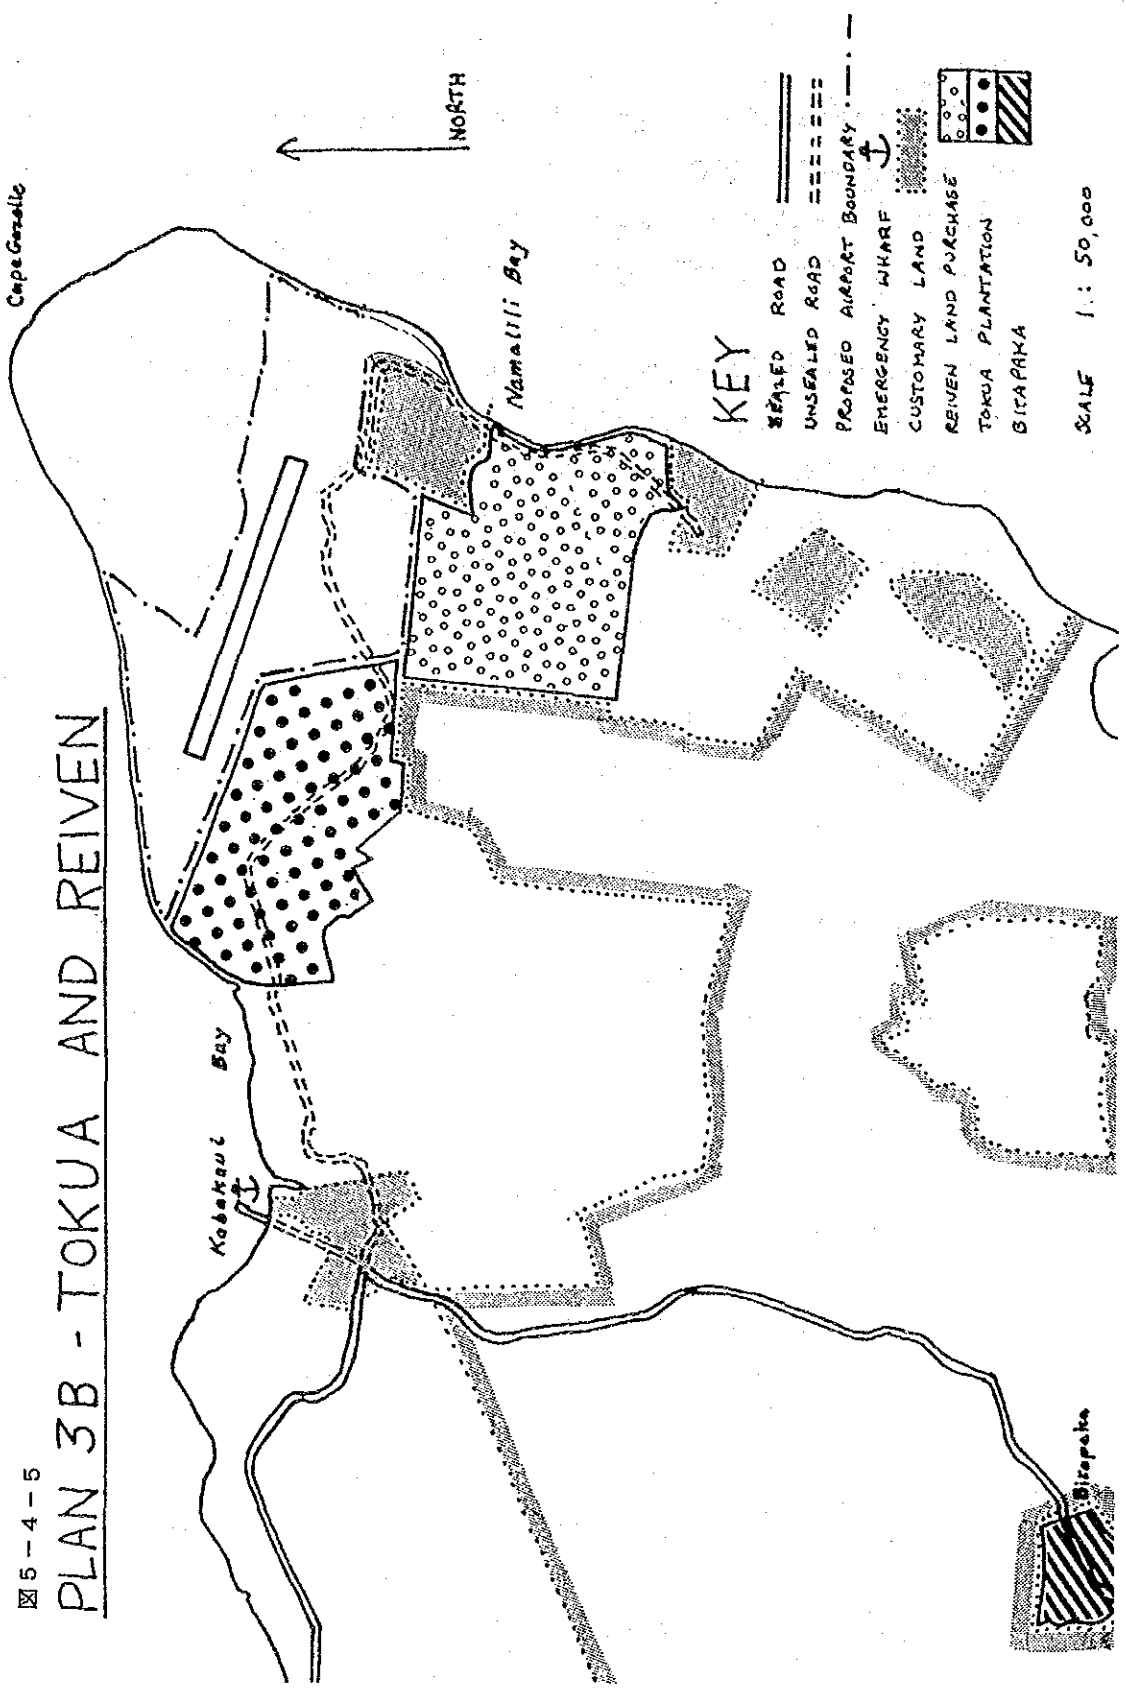 図5-4-5
PLAN 3B - TOKUA AND REIVEN
Cape Gazelle
NORTH
Kabakaul Bay
Namalili Bay
Bitapaka
KEY
SEALED ROAD
UNSEALED ROAD
PROPOSED AIRPORT BOUNDARY
EMERGENCY WHARF
CUSTOMARY LAND
REIVEN LAND PURCHASE
TOKUA PLANTATION
BITAPAKA
SCALE 1:50,000